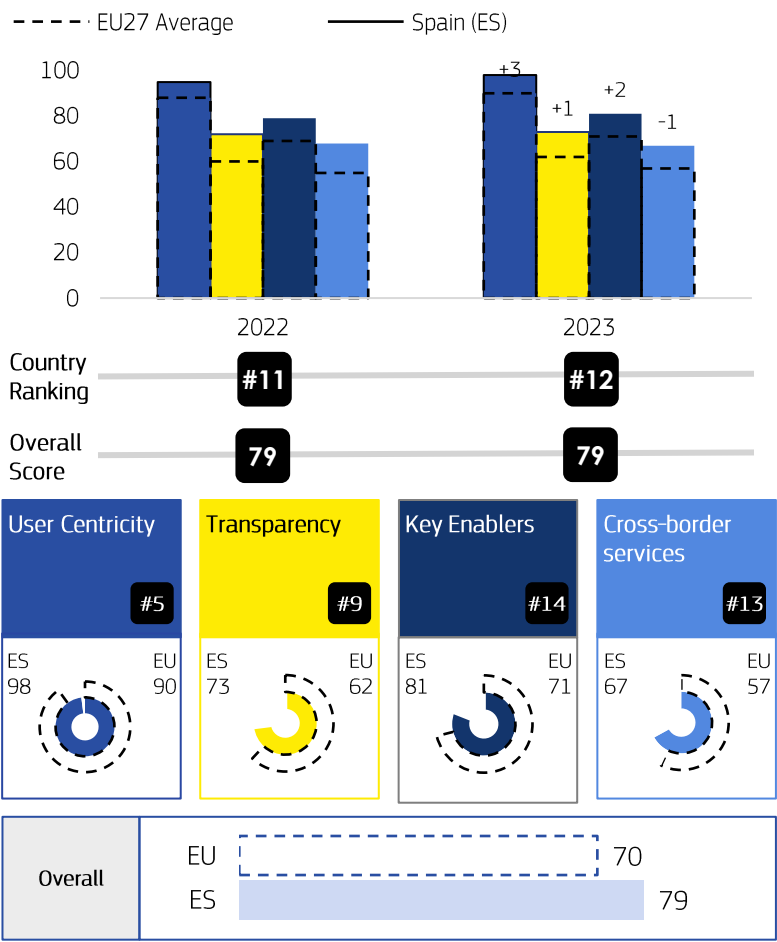 EU27 Average
Spain (ES)
100
80
60
40
20
0
+3
+1
+2
-1
2022
2023
Country
Ranking
#11
#12
Overall
Score
79
79
User Centricity
#5
Transparency
#9
Key Enablers
#14
Cross-border
services
#13
ES
98
EU
90
ES
73
EU
62
ES
81
EU
71
ES
67
EU
57
Overall
EU
70
ES
79